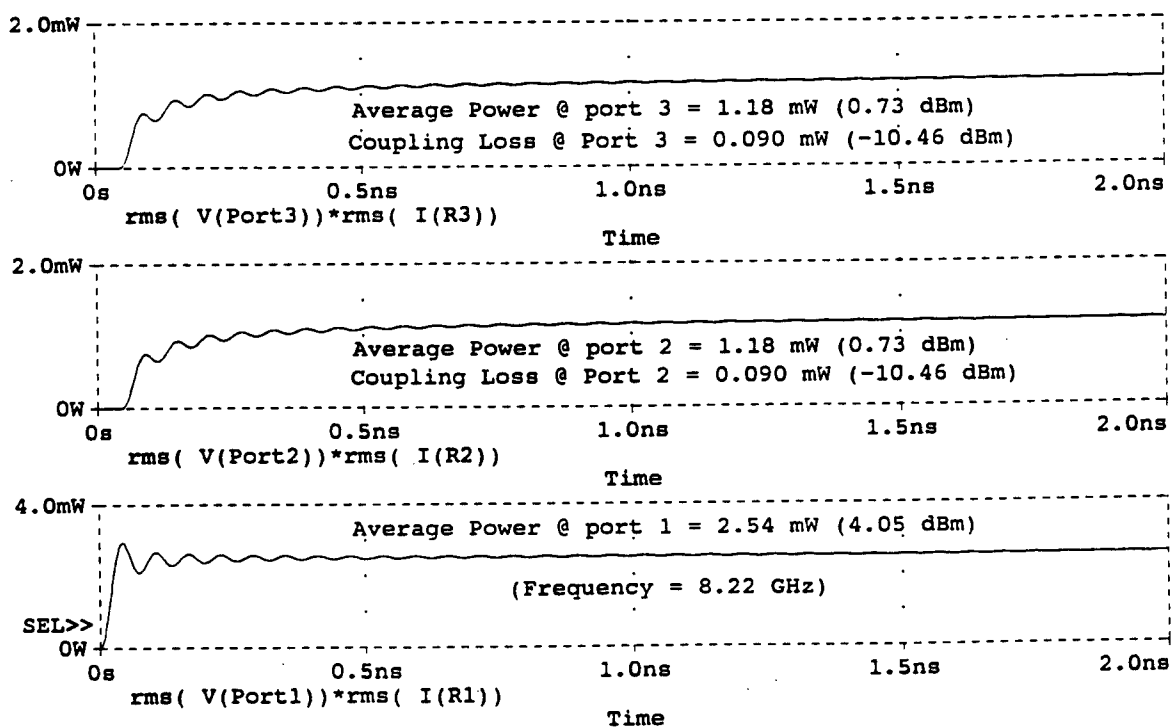 2.0mW
Average Power @ port 3 = 1.18 mW (0.73 dBm)
Coupling Loss @ Port 3 = 0.090 mW (-10.46 dBm)
0W
0s 0.5ns 1.0ns 1.5ns 2.0ns
rms( V(Port3))*rms( I(R3))
Time
2.0mW
Average Power @ port 2 = 1.18 mW (0.73 dBm)
Coupling Loss @ Port 2 = 0.090 mW (-10.46 dBm)
0W
0s 0.5ns 1.0ns 1.5ns 2.0ns
rms( V(Port2))*rms( I(R2))
Time
4.0mW
Average Power @ port 1 = 2.54 mW (4.05 dBm)
(Frequency = 8.22 GHz)
SEL>>
0W
0s 0.5ns 1.0ns 1.5ns 2.0ns
rms( V(Port1))*rms( I(R1))
Time